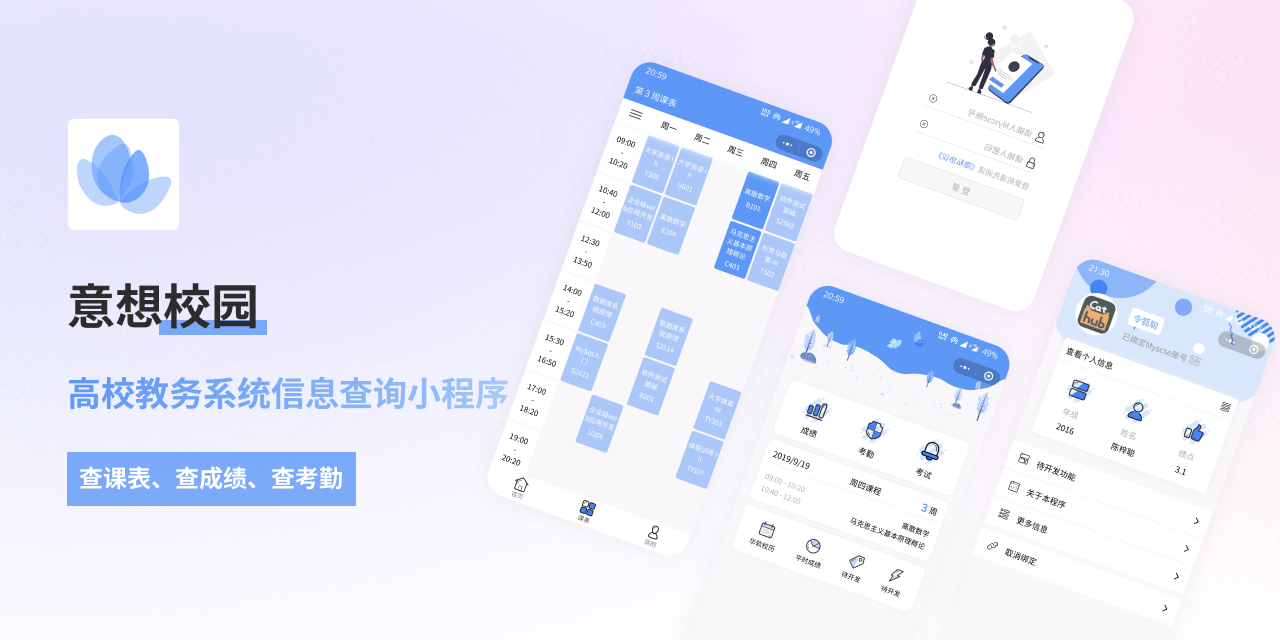 意想校园
高校教务系统信息查询小程序
查课表、查成绩、查考勤
20:59
49%
第 3 周课表
周一
周二
周三
周四
周五
09:00
-
10:20
大学英语 I
II
T305
大学英语 I
II
U601
离散数学
B101
软件测试
基础
S2503
10:40
-
12:00
企业级we
b应用开发
T103
离散数学
E104
马克思主
义基本原
理概论
C403
形势与政
策 III
T502
12:30
-
13:50
14:00
-
15:20
数据库系
统原理
C403
数据库系
统原理
S2514
15:30
-
16:50
MySql入
门
S2611
软件测试
基础
B201
17:00
-
18:20
企业级we
b应用开发
U206
大学体育
III
TY301
19:00
-
20:20
体能训练 I
II
TY107
首页
课表
我的
请输入Myscse账号
请输入密码
登录前请先阅读《隐私协议》
登 录
20:59
49%
成绩
考勤
考试
2019/9/19
周四课程
3 周
09:00 - 10:20
离散数学
10:40 - 12:00
马克思主义基本原理概论
华软校历
平时成绩
待开发
待开发
21:30
Cat
hub
令狐聪
已绑定Myscse账号
查看个人信息
年级
2016
姓名
陈梓聪
绩点
3.1
待开发功能
关于本程序
更多信息
取消绑定